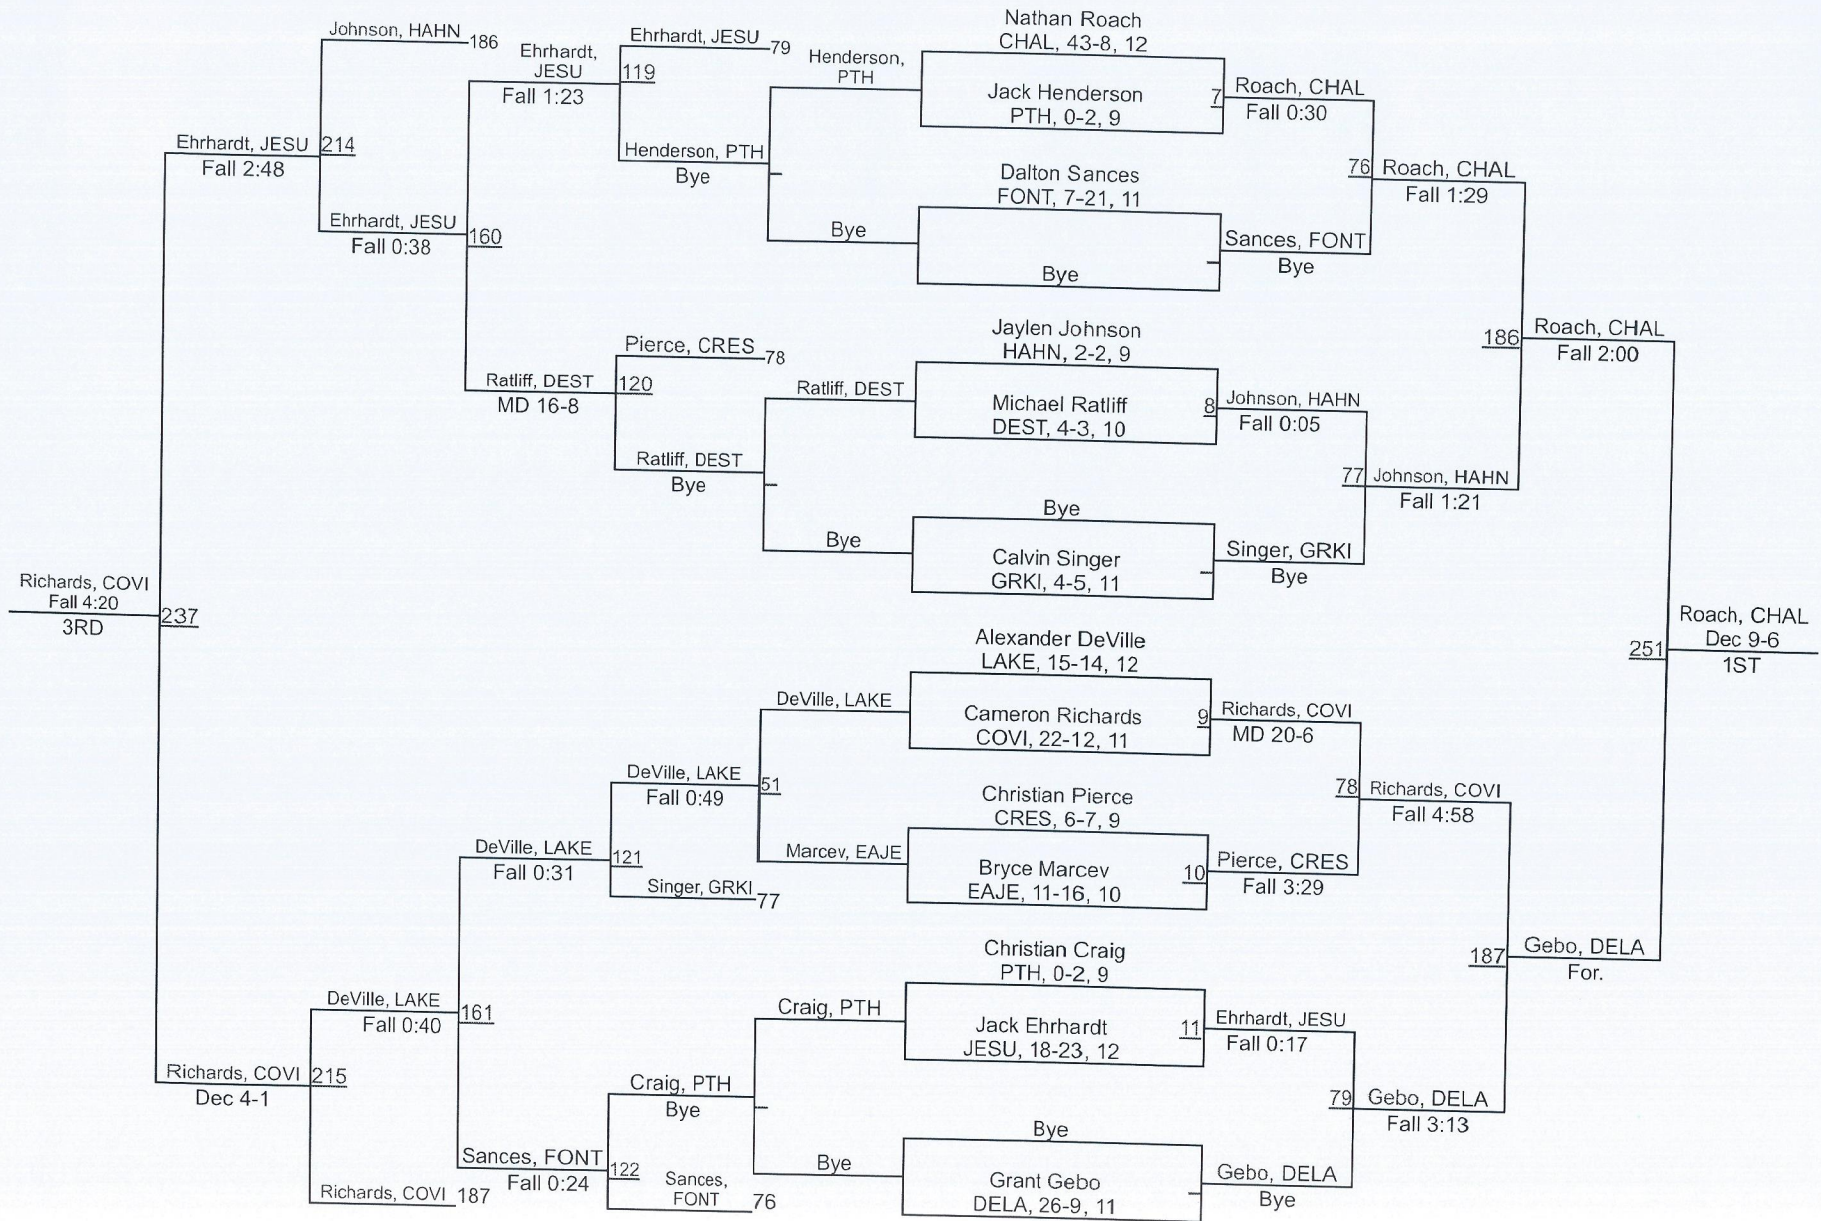 Johnson, HAHN 186
Ehrhardt, JESU 214
Fall 2:48
Ehrhardt, JESU
Fall 0:38
Ehrhardt,
JESU
Fall 1:23
160
Ehrhardt, JESU 79
119
Henderson, PTH
Bye
-
Henderson,
PTH
Bye
Pierce, CRES 78
Ratliff, DEST 120
MD 16-8
Ratliff, DEST
Bye
-
Ratliff, DEST
Bye
Richards, COVI
Fall 4:20
3RD
237
DeVille, LAKE
Marcev, EAJE
DeVille, LAKE
Fall 0:49
51
DeVille, LAKE
Fall 0:31
121
Singer, GRKI 77
DeVille, LAKE
Fall 0:40
161
Richards, COVI 215
Dec 4-1
Craig, PTH
Craig, PTH
Bye
-
Bye
Sances, FONT
Fall 0:24
122
Sances,
FONT
76
Richards, COVI 187
Nathan Roach
CHAL, 43-8, 12
Jack Henderson
PTH, 0-2, 9
7
Roach, CHAL
Fall 0:30
Dalton Sances
FONT, 7-21, 11
Bye
-
Sances, FONT
Bye
76
Roach, CHAL
Fall 1:29
Jaylen Johnson
HAHN, 2-2, 9
Michael Ratliff
DEST, 4-3, 10
8
Johnson, HAHN
Fall 0:05
Bye
Calvin Singer
GRKI, 4-5, 11
-
Singer, GRKI
Bye
77
Johnson, HAHN
Fall 1:21
186
Roach, CHAL
Fall 2:00
Alexander DeVille
LAKE, 15-14, 12
Cameron Richards
COVI, 22-12, 11
9
Richards, COVI
MD 20-6
Christian Pierce
CRES, 6-7, 9
Bryce Marcev
EAJE, 11-16, 10
10
Pierce, CRES
Fall 3:29
78
Richards, COVI
Fall 4:58
Christian Craig
PTH, 0-2, 9
Jack Ehrhardt
JESU, 18-23, 12
11
Ehrhardt, JESU
Fall 0:17
Bye
Grant Gebo
DELA, 26-9, 11
-
Gebo, DELA
Bye
79
Gebo, DELA
Fall 3:13
187
Gebo, DELA
For.
251
Roach, CHAL
Dec 9-6
1ST